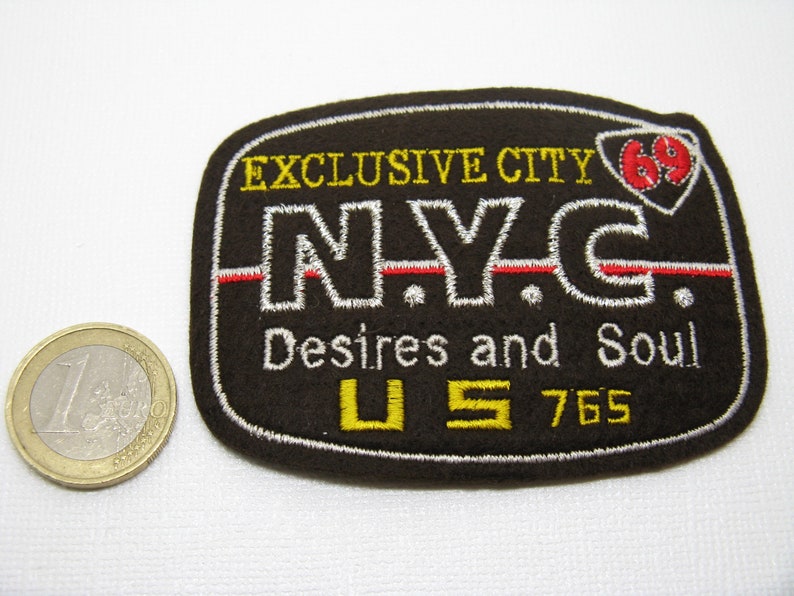 EXCLUSIVE CITY
69
N.Y.C.
Desires and Soul
US 765
1 EURO